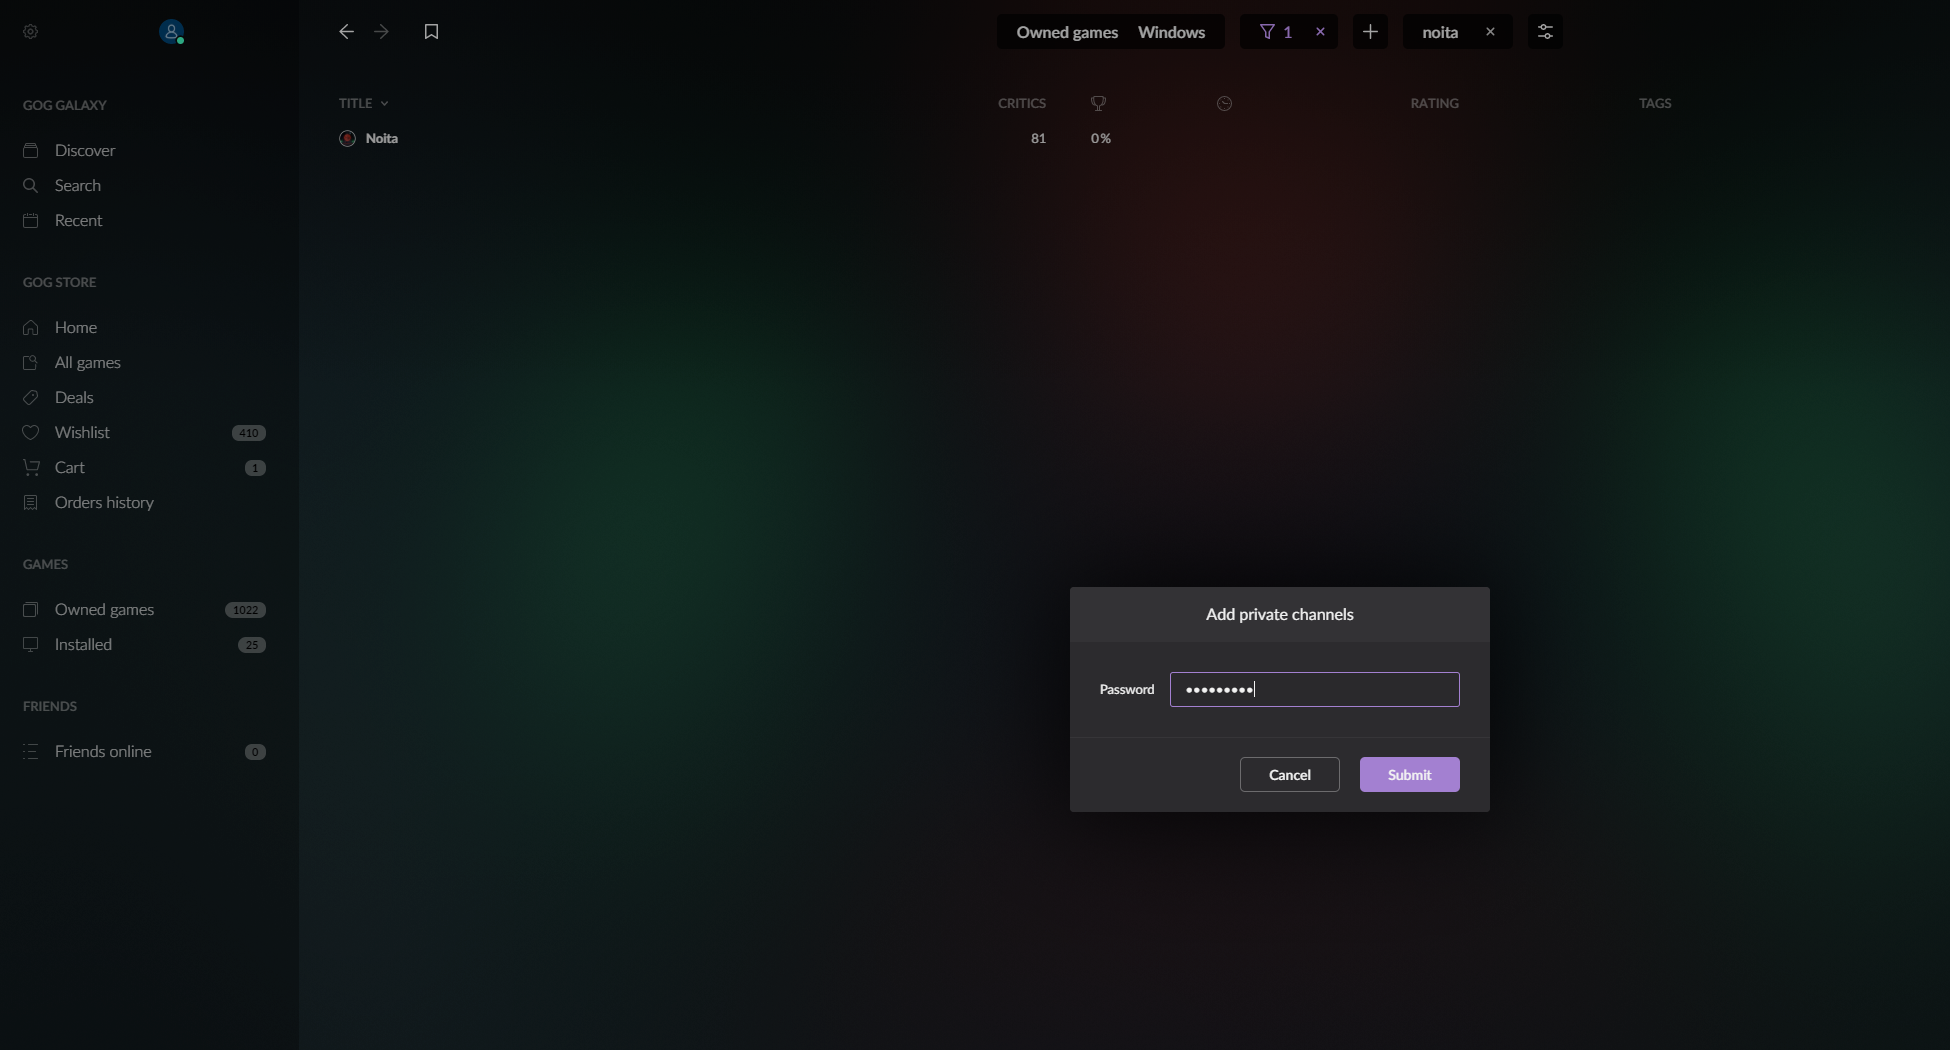 Owned games Windows
1
noita
GOG GALAXY
Discover
Search
Recent
GOG STORE
Home
All games
Deals
Wishlist 410
Cart 1
Orders history
GAMES
Owned games 1022
Installed 25
FRIENDS
Friends online 0
TITLE CRITICS RATING TAGS
Noita 81 0%
Add private channels
Password •••••••••
Cancel Submit